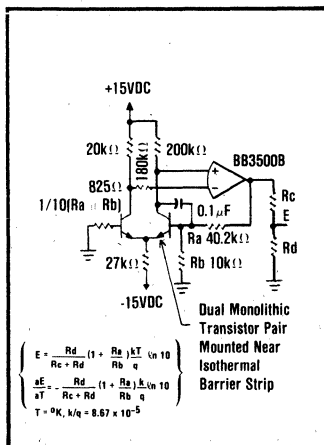 +15VDC
20kΩ
180kΩ
200kΩ
BB3500B
825Ω
1/10(Ra Rb)
0.1μF
Rc
E
Rd
Ra 40.2kΩ
27kΩ
Rb 10kΩ
-15VDC
Dual Monolithic
Transistor Pair
Mounted Near
Isothermal
Barrier Strip
E = Rd/(Rc + Rd) (1 + Ra/Rb) kT/q ℓn 10
aE/aT = - Rd/(Rc + Rd) (1 + Ra/Rb) k/q ℓn 10
T = °K, k/q = 8.67 x 10⁻⁵